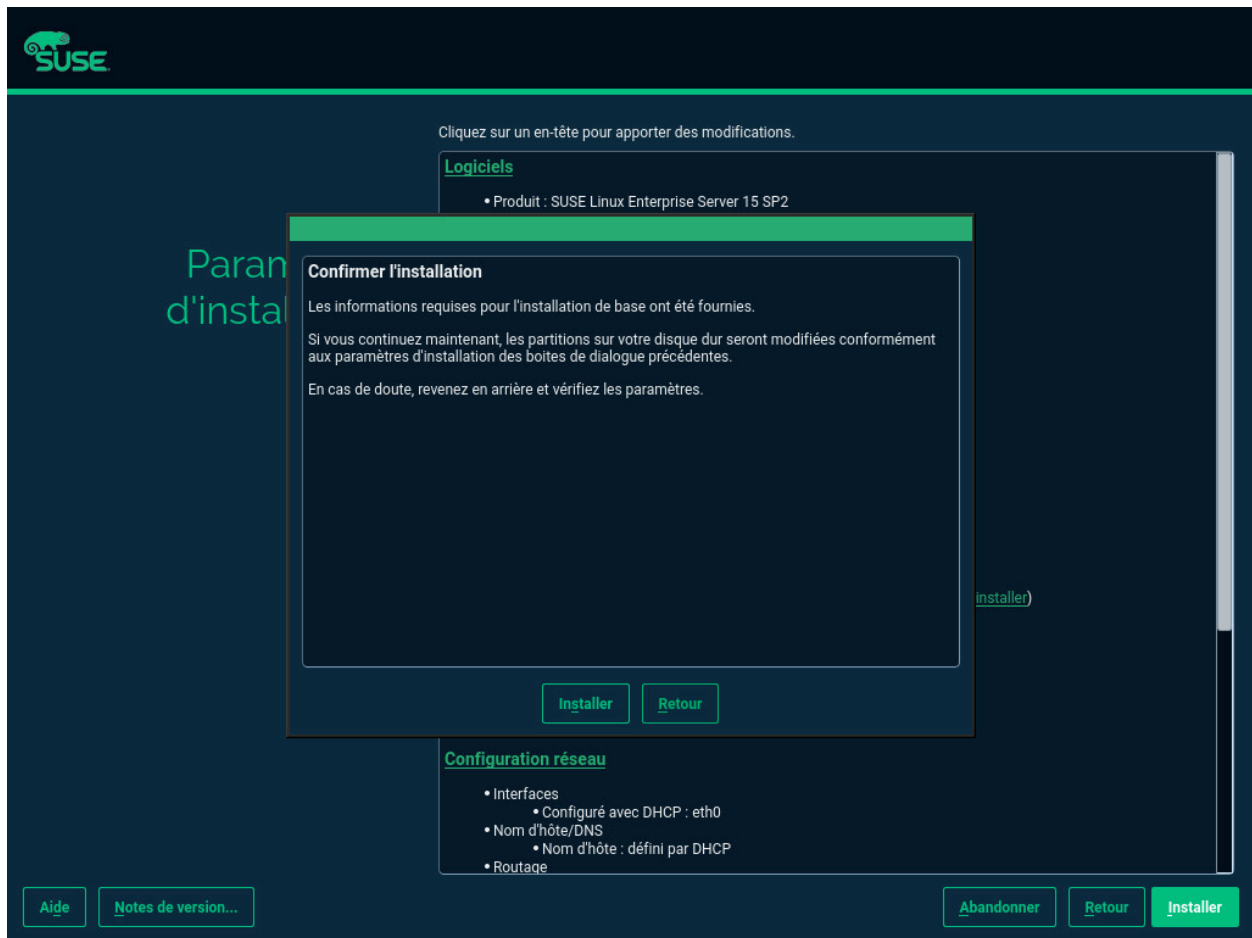 SUSE
Cliquez sur un en-tête pour apporter des modifications.
Logiciels
• Produit : SUSE Linux Enterprise Server 15 SP2
Confirmer l'installation
Les informations requises pour l'installation de base ont été fournies.
Si vous continuez maintenant, les partitions sur votre disque dur seront modifiées conformément
aux paramètres d'installation des boites de dialogue précédentes.
En cas de doute, revenez en arrière et vérifiez les paramètres.
Installer
Retour
Param
d'instal
installer)
Configuration réseau
• Interfaces
• Configuré avec DHCP : eth0
• Nom d'hôte/DNS
• Nom d'hôte : défini par DHCP
• Routage
Aide
Notes de version...
Abandonner
Retour
Installer